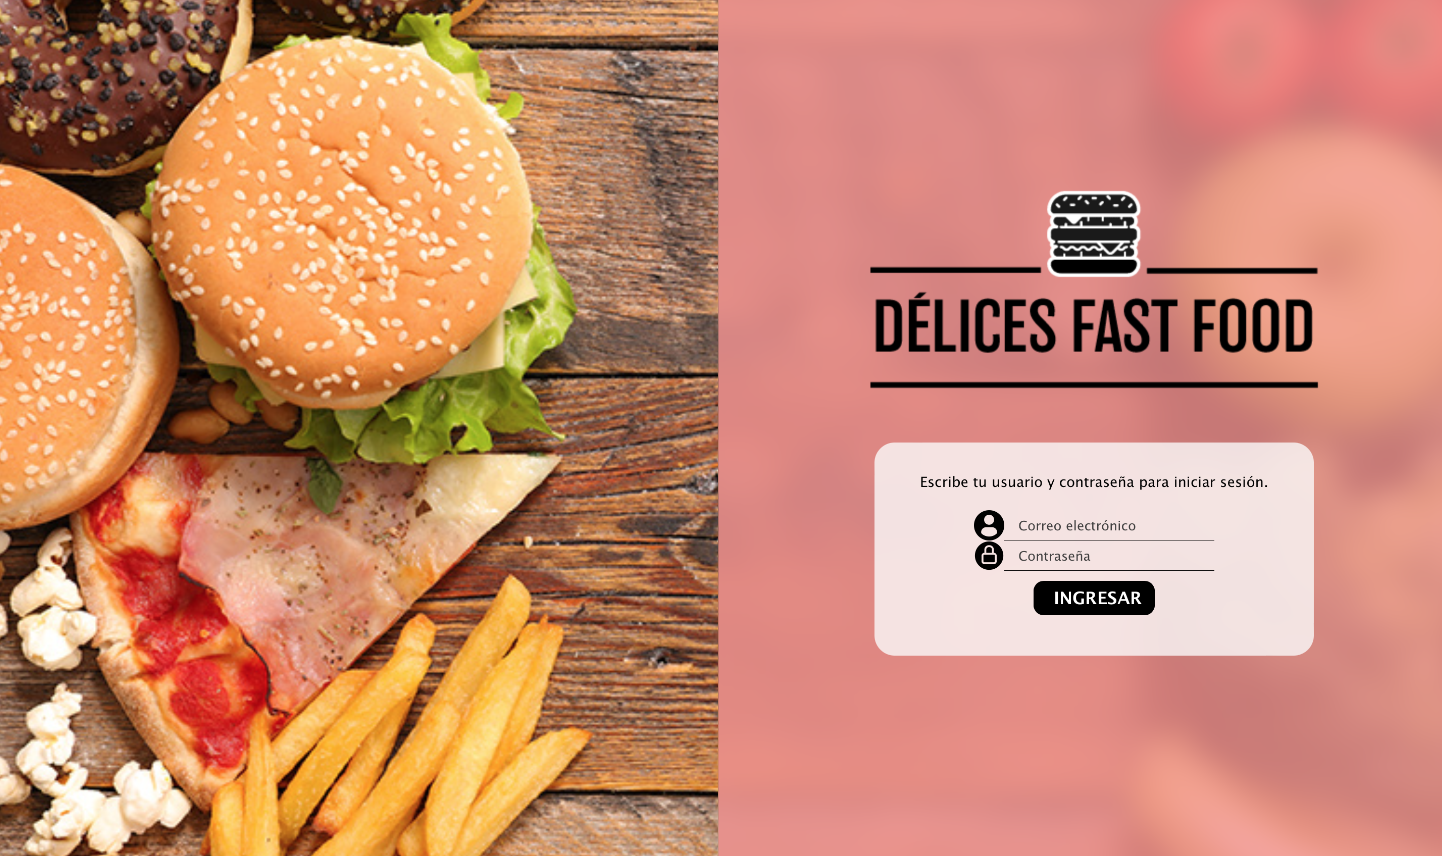 DÉLICES FAST FOOD
Escribe tu usuario y contraseña para iniciar sesión.
Correo electrónico
Contraseña
INGRESAR